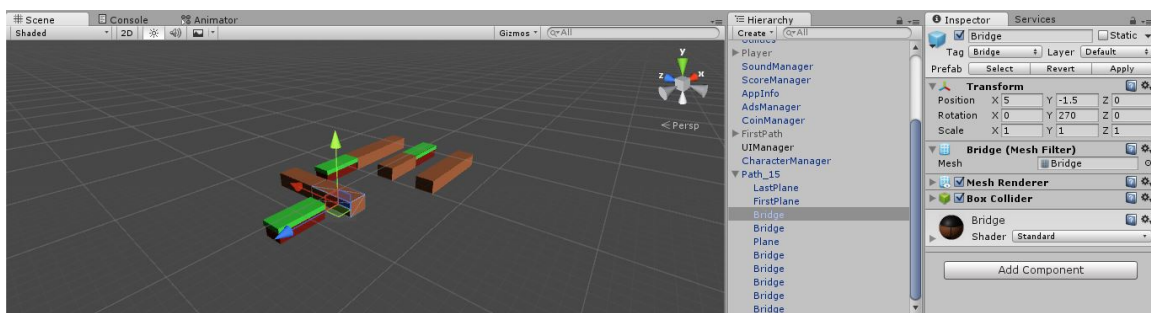 Scene Console Animator
Shaded 2D Gizmos All
y
z x
Persp
Hierarchy
Create All
Player
SoundManager
ScoreManager
AppInfo
AdsManager
CoinManager
FirstPath
UIManager
CharacterManager
Path_15
LastPlane
FirstPlane
Bridge
Bridge
Plane
Bridge
Bridge
Bridge
Bridge
Bridge
Inspector Services
Bridge Static
Tag Bridge Layer Default
Prefab Select Revert Apply
Transform
Position X 5 Y -1.5 Z 0
Rotation X 0 Y 270 Z 0
Scale X 1 Y 1 Z 1
Bridge (Mesh Filter)
Mesh Bridge
Mesh Renderer
Box Collider
Bridge
Shader Standard
Add Component